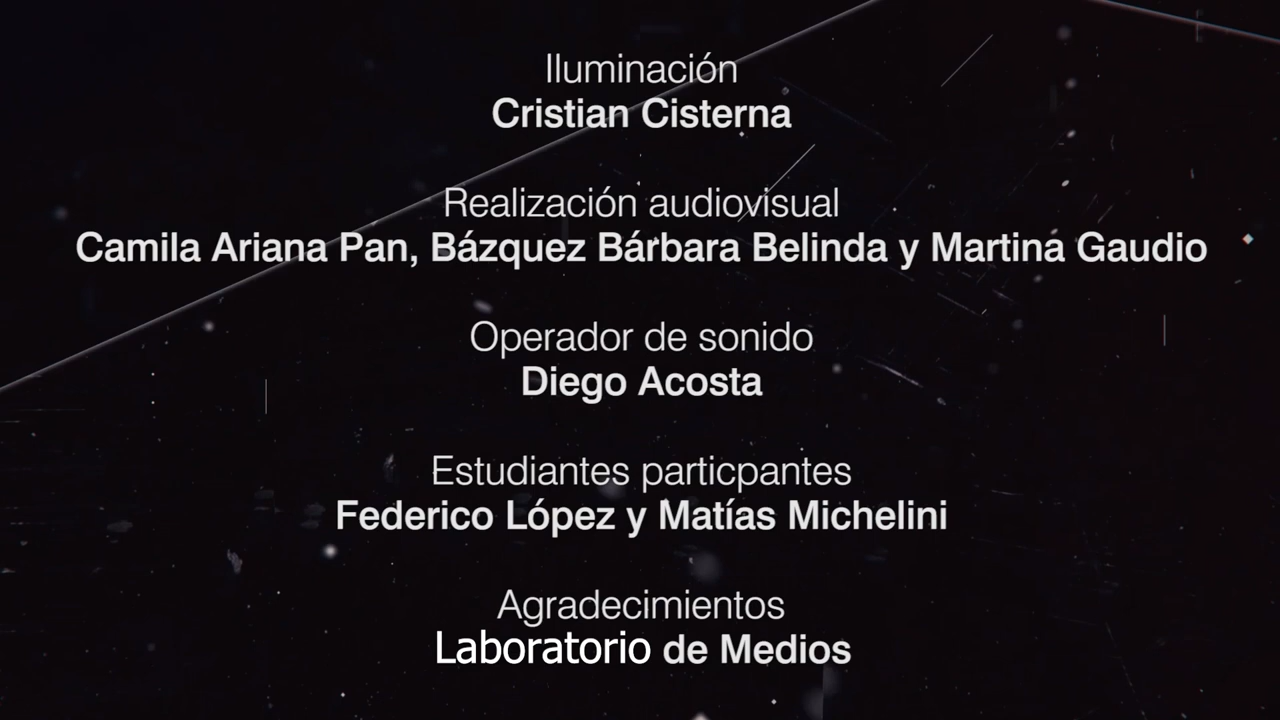 Iluminación
Cristian Cisterna
Realización audiovisual
Camila Ariana Pan, Bázquez Bárbara Belinda y Martina Gaudio
Operador de sonido
Diego Acosta
Estudiantes particpantes
Federico López y Matías Michelini
Agradecimientos
Laboratorio de Medios